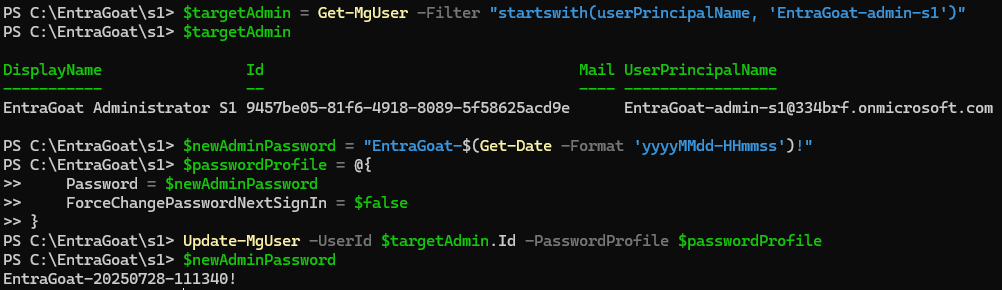 PS C:\EntraGoat\s1> $targetAdmin = Get-MgUser -Filter "startswith(userPrincipalName, 'EntraGoat-admin-s1')"
PS C:\EntraGoat\s1> $targetAdmin
DisplayName Id Mail UserPrincipalName
----------- -- ---- -----------------
EntraGoat Administrator S1 9457be05-81f6-4918-8089-5f58625acd9e EntraGoat-admin-s1@334brf.onmicrosoft.com
PS C:\EntraGoat\s1> $newAdminPassword = "EntraGoat-$(Get-Date -Format 'yyyyMMdd-HHmmss')!"
PS C:\EntraGoat\s1> $passwordProfile = @{
>> Password = $newAdminPassword
>> ForceChangePasswordNextSignIn = $false
>> }
PS C:\EntraGoat\s1> Update-MgUser -UserId $targetAdmin.Id -PasswordProfile $passwordProfile
PS C:\EntraGoat\s1> $newAdminPassword
EntraGoat-20250728-111340!